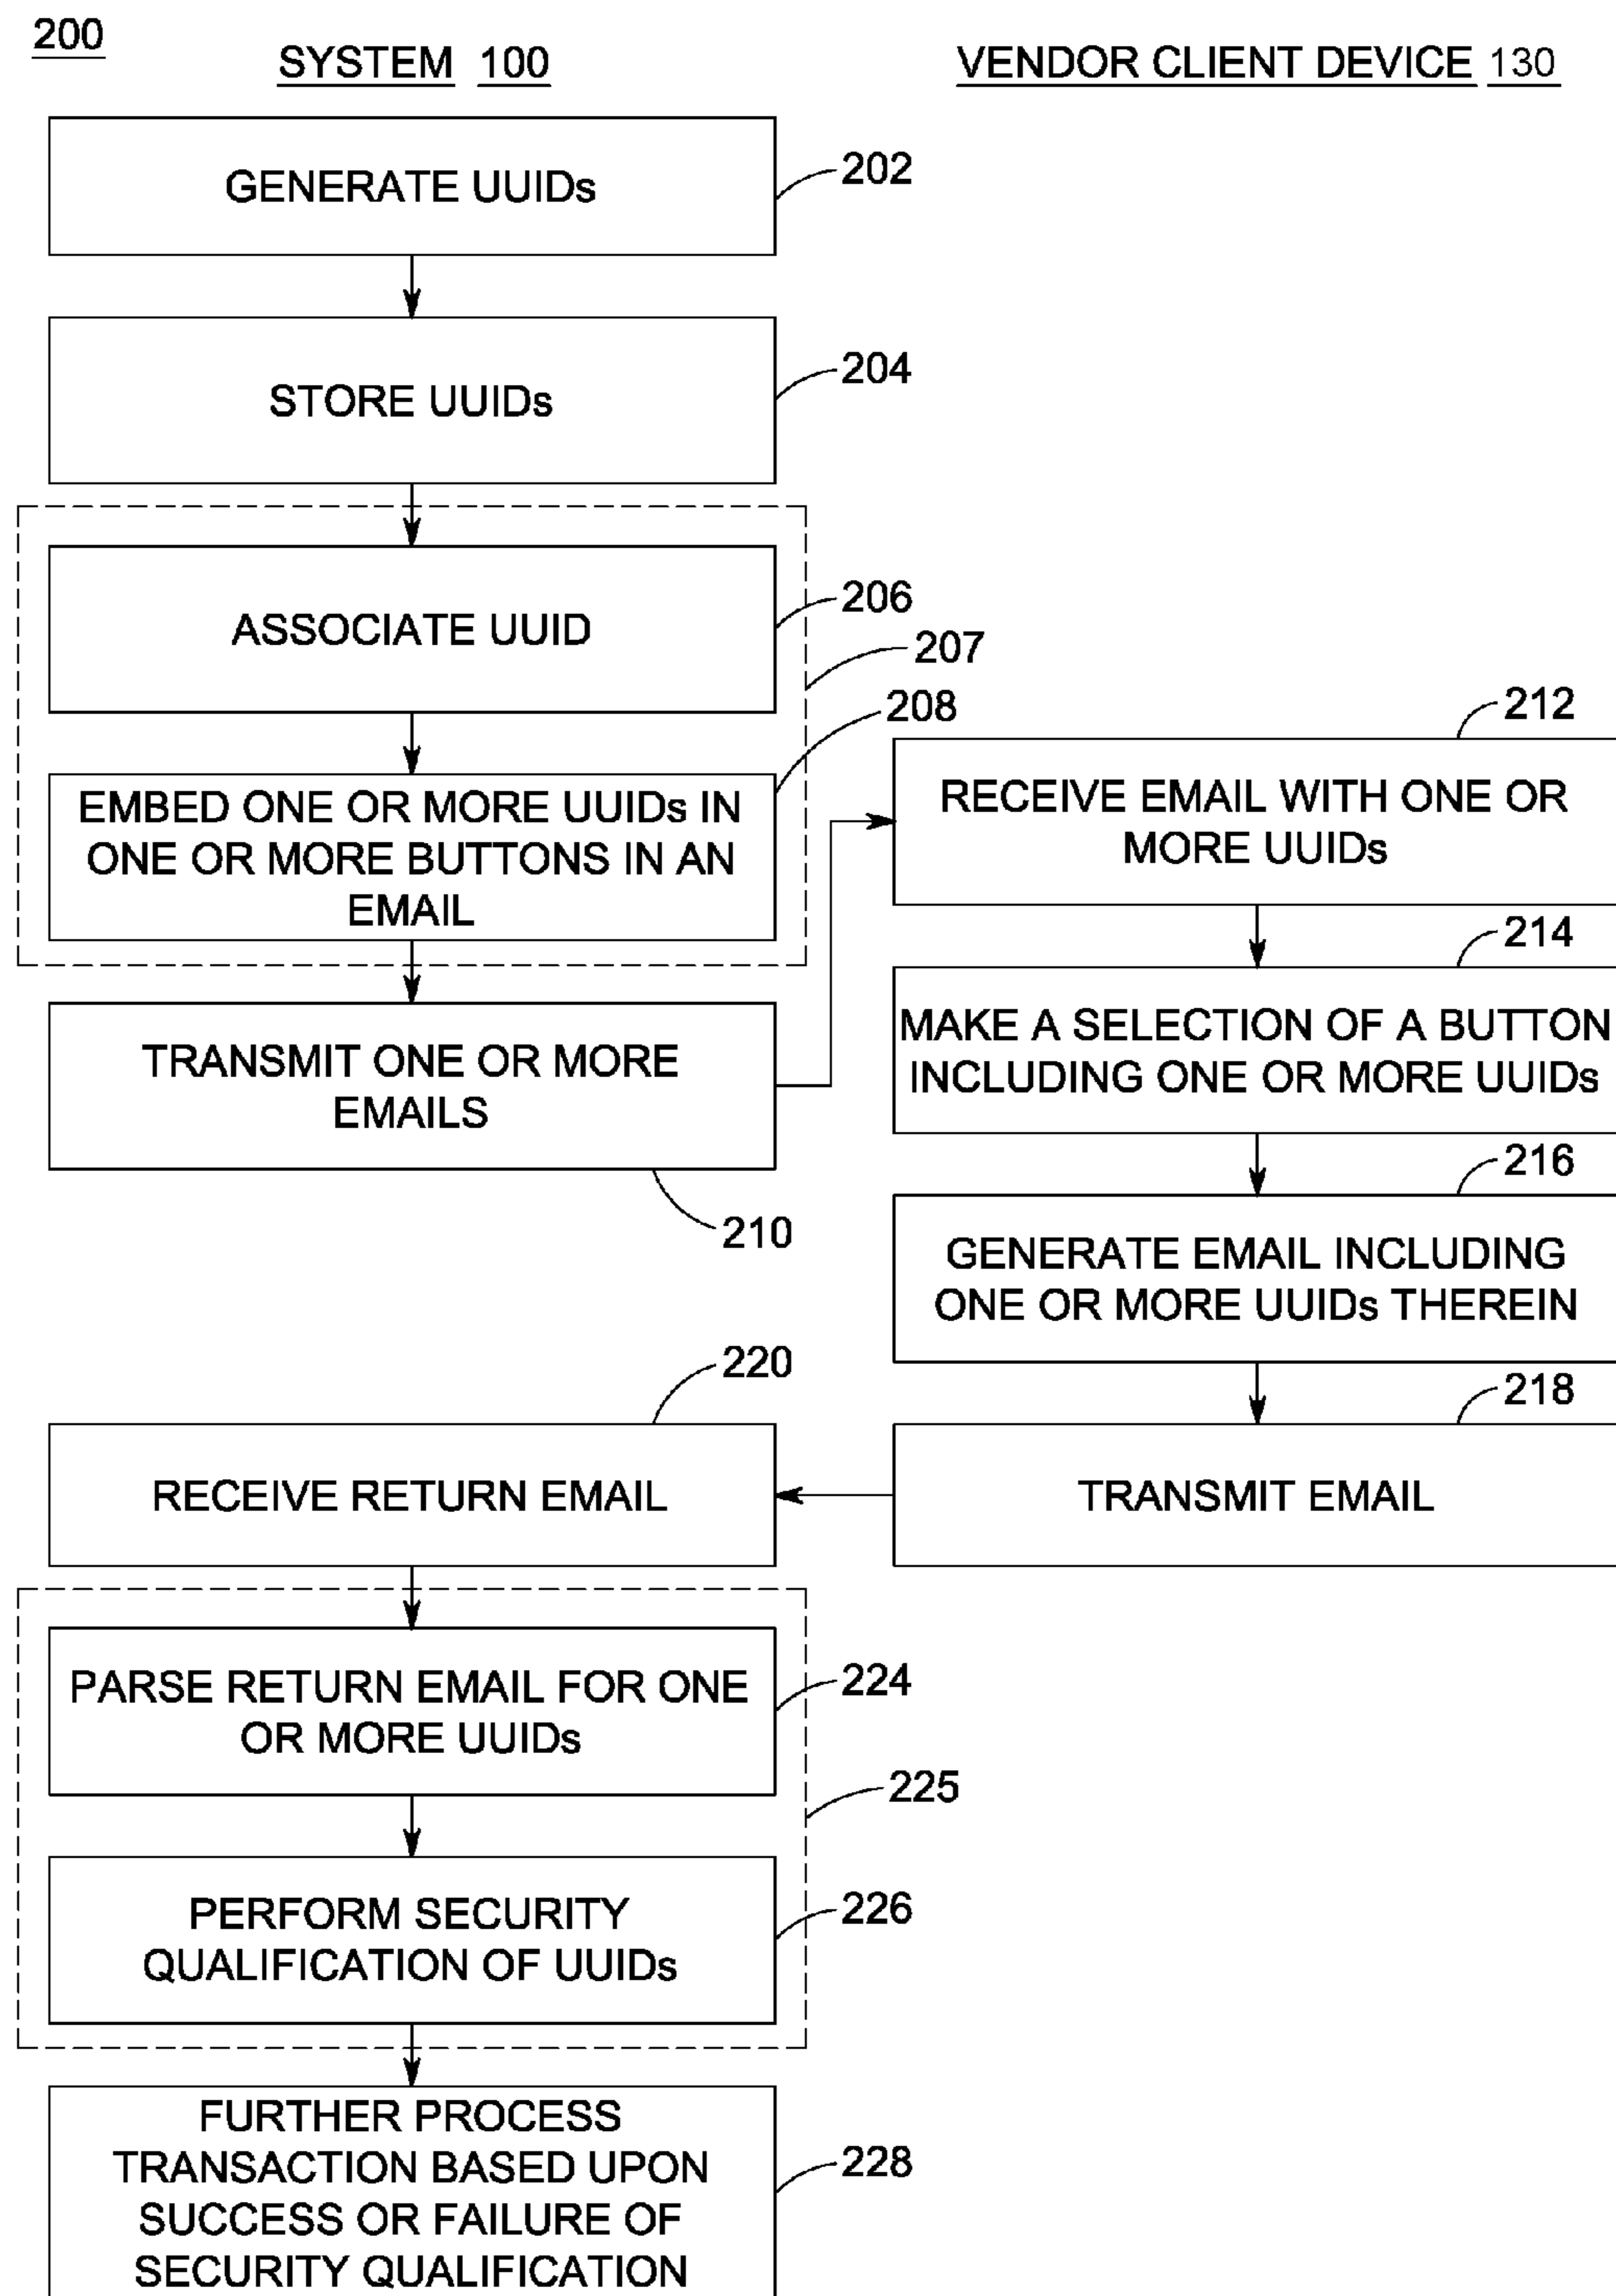 200
SYSTEM 100
VENDOR CLIENT DEVICE 130
GENERATE UUIDs
202
STORE UUIDs
204
ASSOCIATE UUID
206
207
208
EMBED ONE OR MORE UUIDs IN
ONE OR MORE BUTTONS IN AN
EMAIL
TRANSMIT ONE OR MORE
EMAILS
210
212
RECEIVE EMAIL WITH ONE OR
MORE UUIDs
214
MAKE A SELECTION OF A BUTTON
INCLUDING ONE OR MORE UUIDs
216
GENERATE EMAIL INCLUDING
ONE OR MORE UUIDs THEREIN
218
TRANSMIT EMAIL
220
RECEIVE RETURN EMAIL
PARSE RETURN EMAIL FOR ONE
OR MORE UUIDs
224
225
PERFORM SECURITY
QUALIFICATION OF UUIDs
226
FURTHER PROCESS
TRANSACTION BASED UPON
SUCCESS OR FAILURE OF
SECURITY QUALIFICATION
228